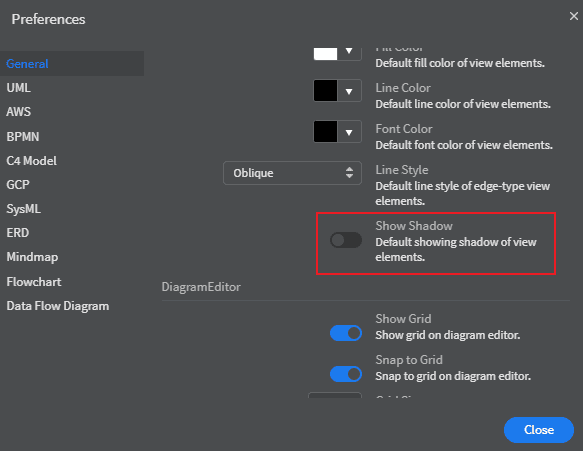 Preferences
General
UML
AWS
BPMN
C4 Model
GCP
SysML
ERD
Mindmap
Flowchart
Data Flow Diagram
Fill Color
Default fill color of view elements.
Line Color
Default line color of view elements.
Font Color
Default font color of view elements.
Oblique
Line Style
Default line style of edge-type view
elements.
Show Shadow
Default showing shadow of view
elements.
DiagramEditor
Show Grid
Show grid on diagram editor.
Snap to Grid
Snap to grid on diagram editor.
Close